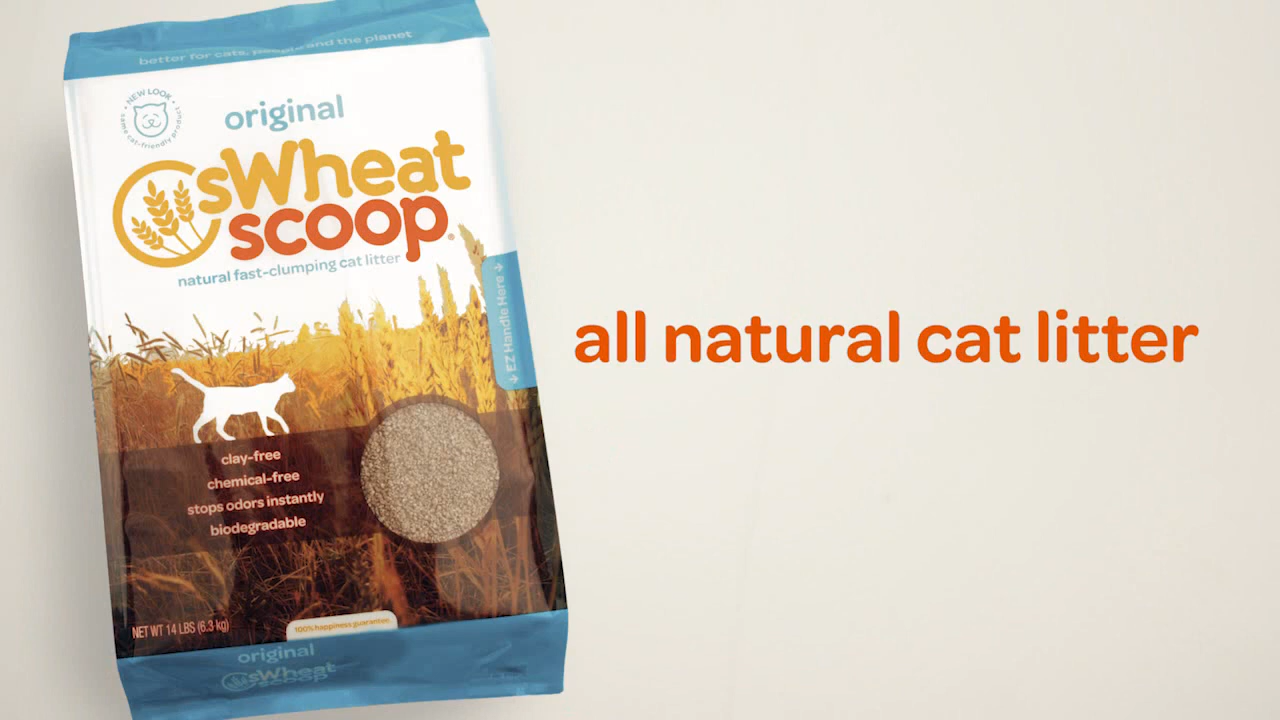 better for cats, people and the planet
• NEW LOOK •
same cat-friendly product
original
sWheat
scoop®
natural fast-clumping cat litter
EZ Handle Here
all natural cat litter
clay-free
chemical-free
stops odors instantly
biodegradable
NET WT 14 LBS (6.3 kg)
100% happiness guarantee
original
sWheat
scoop